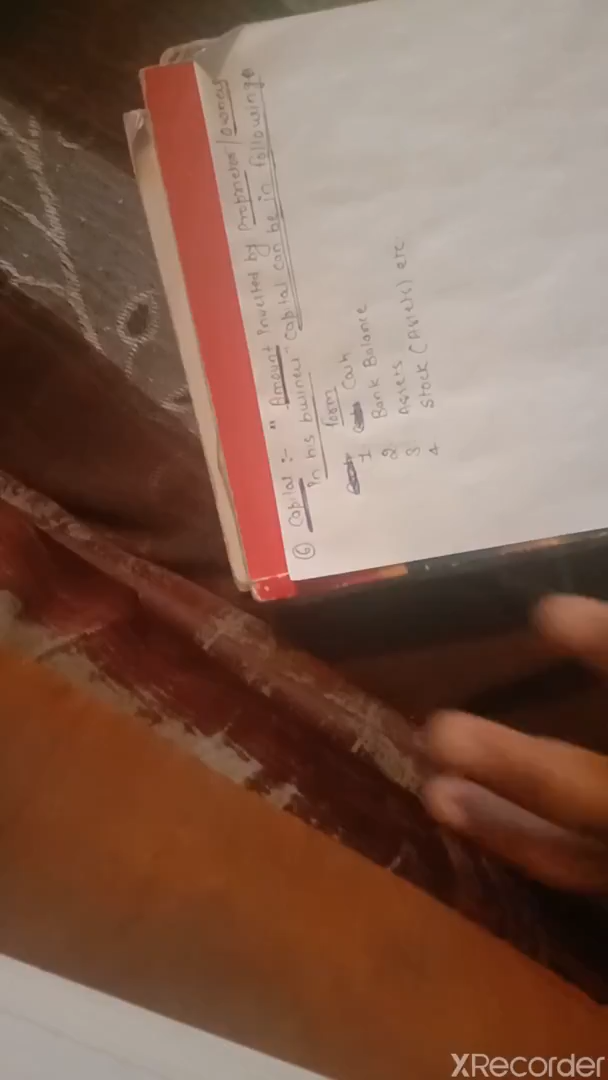 ⑥ Capital :- " Amount invested by Proprietor / owner
in his business" Capital can be in following
form
1 Cash
2 Bank Balance
3 Assets
4 Stock (Assets) etc
XRecorder